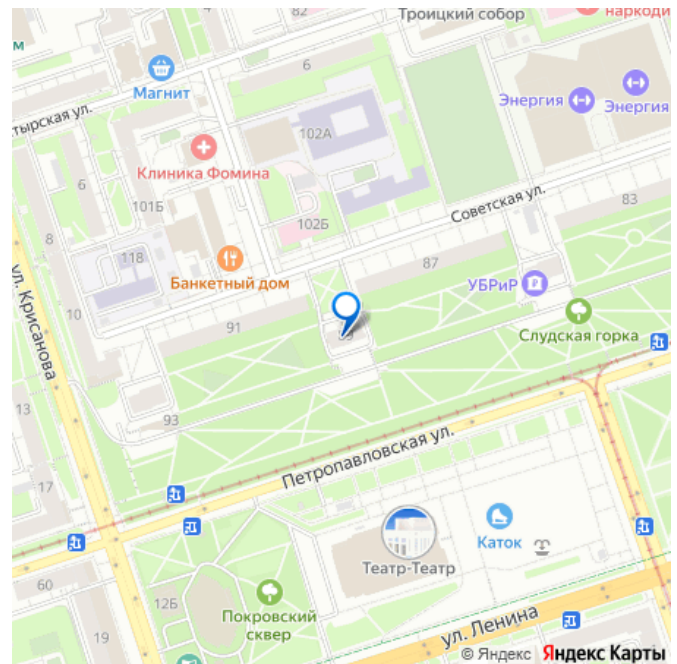 Троицкий собор
наркоди
82
м
6
Магнит
Энергия
Энергия
тырская ул.
102А
Клиника Фомина
6
101Б
Советская ул.
83
102Б
8
118
87
Банкетный дом
УБРиР
ул. Крисанова
10
91
Слудская горка
13
93
Петропавловская ул.
17
Каток
Театр-Театр
60
12Б
Покровский
сквер
19
ул. Ленина
© Яндекс Яндекс Карты